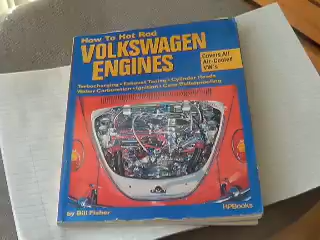 How To Hot Rod
VOLKSWAGEN
ENGINES
Covers All
Air-Cooled
VW's
Turbocharging • Exhaust Tuning • Cylinder Heads
Weber Carburetion • Ignition • Cams • Performance
by Bill Fisher
HPBooks